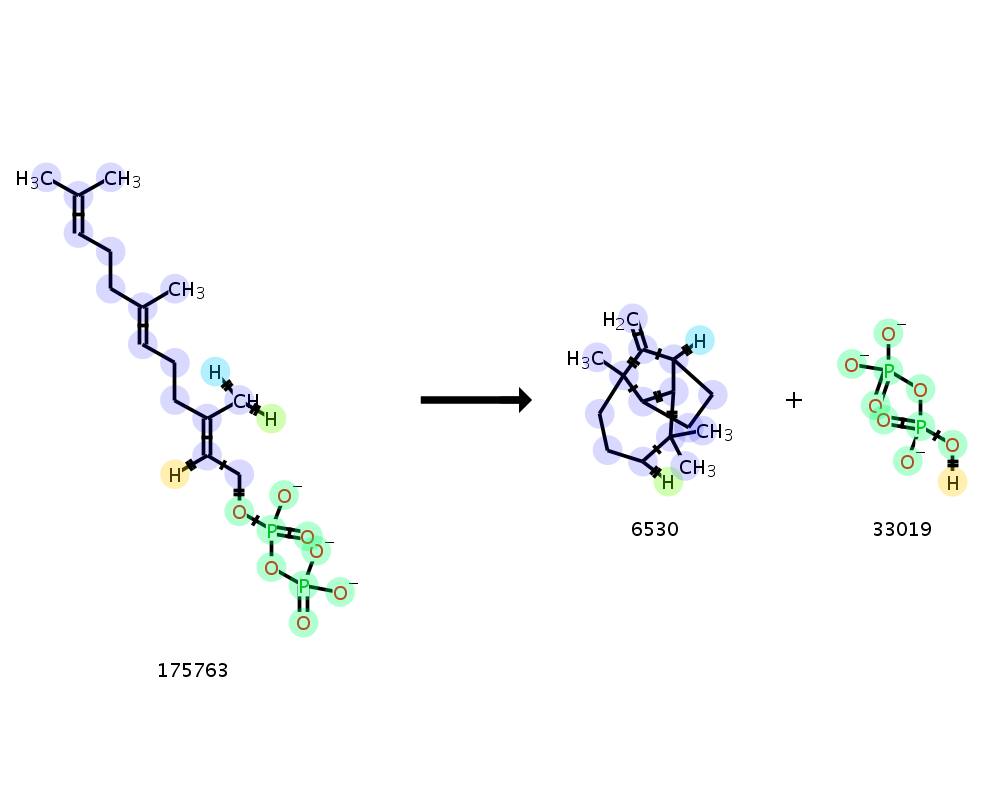 H₃C CH₃
CH₃
H
CH
H
H
O⁻
O
P O
O⁻
O
P O⁻
O
175763
H₂C
H
H₃C
CH₃
CH₃
H
6530
+
O⁻
O⁻ P
O
O
O P
O
O⁻
H
33019